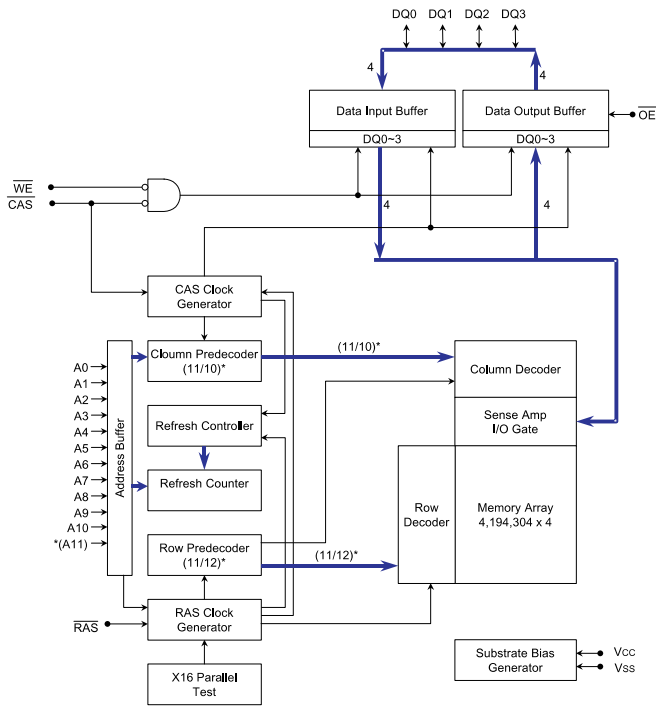 DQ0 DQ1 DQ2 DQ3
4 4
Data Input Buffer
DQ0~3
Data Output Buffer
DQ0~3
OE
WE
CAS
4 4
CAS Clock
Generator
Cloumn Predecoder
(11/10)*
(11/10)*
Column Decoder
Sense Amp
I/O Gate
A0
A1
A2
A3
A4
A5
A6
A7
A8
A9
A10
*(A11)
Address Buffer
Refresh Controller
Refresh Counter
Row Predecoder
(11/12)*
(11/12)*
Row
Decoder
Memory Array
4,194,304 x 4
RAS
RAS Clock
Generator
X16 Parallel
Test
Substrate Bias
Generator
Vcc
Vss